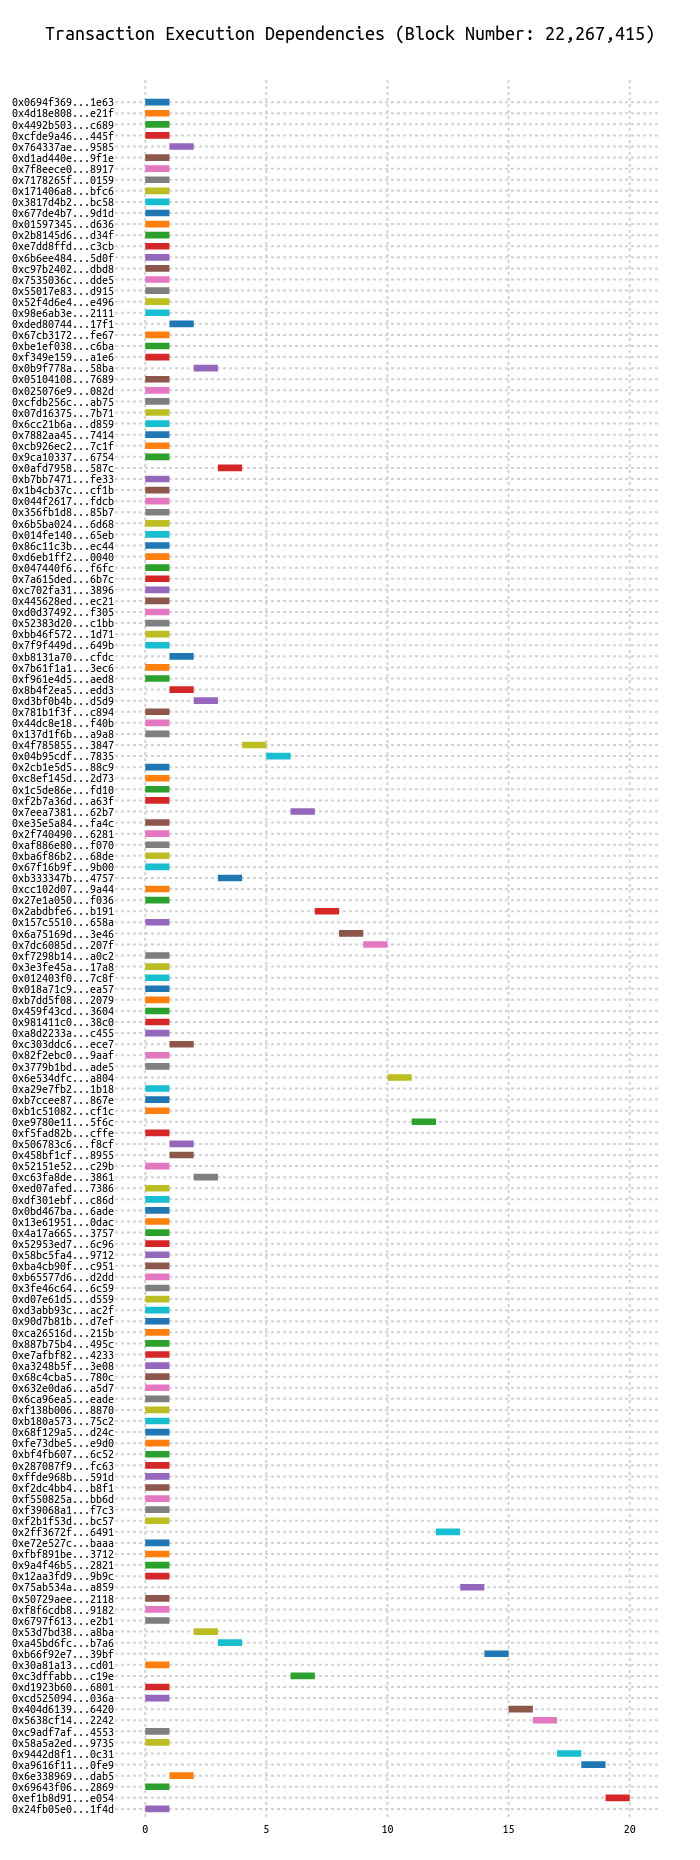 Transaction Execution Dependencies (Block Number: 22,267,415)
0x0694f369...1e63
0x4d18e808...e21f
0x4492b503...c689
0xcfde9a46...445f
0x764337ae...9585
0xd1ad440e...9f1e
0x7f8eece0...8917
0x7178265f...0159
0x171406a8...bfc6
0x3817d4b2...bc58
0x677de4b7...9d1d
0x01597345...d636
0x2b8145d6...d34f
0xe7dd8ffd...c3cb
0x6b6ee484...5d0f
0xc97b2402...dbd8
0x7535036c...dde5
0x55017e83...d915
0x52f4d6e4...e496
0x98e6ab3e...2111
0xded80744...17f1
0x67cb3172...fe67
0xbe1ef038...c6ba
0xf349e159...a1e6
0x0b9f778a...58ba
0x05104108...7689
0x025076e9...082d
0xcfdb256c...ab75
0x07d16375...7b71
0x6cc21b6a...d859
0x7882aa45...7414
0xcb926ec2...7c1f
0x9ca10337...6754
0x0afd7958...587c
0xb7bb7471...fe33
0x1b4cb37c...cf1b
0x044f2617...fdcb
0x356fb1d8...85b7
0x6b5ba024...6d68
0x014fe140...65eb
0x86c11c3b...ec44
0xd6eb1ff2...0040
0x047440f6...f6fc
0x7a615ded...6b7c
0xc702fa31...3896
0x445628ed...ec21
0xd0d37492...f305
0x52383d20...c1bb
0xbb46f572...1d71
0x7f9f449d...649b
0xb8131a70...cfdc
0x7b61f1a1...3ec6
0xf961e4d5...aed8
0x8b4f2ea5...edd3
0xd3bf0b4b...d5d9
0x781b1f3f...c894
0x44dc8e18...f40b
0x137d1f6b...a9a8
0x4f785855...3847
0x04b95cdf...7835
0x2cb1e5d5...88c9
0xc8ef145d...2d73
0x1c5de86e...fd10
0xf2b7a36d...a63f
0x7eea7381...62b7
0xe35e5a84...fa4c
0x2f740490...6281
0xaf886e80...f070
0xba6f86b2...68de
0x67f16b9f...9b00
0xb333347b...4757
0xcc102d07...9a44
0x27e1a050...f036
0x2abdbfe6...b191
0x157c5510...658a
0x6a75169d...3e46
0x7dc6085d...207f
0xf7298b14...a0c2
0x3e3fe45a...17a8
0x012403f0...7c8f
0x018a71c9...ea57
0xb7dd5f08...2079
0x459f43cd...3604
0x981411c0...38c0
0xa8d2233a...c455
0xc303ddc6...ece7
0x82f2ebc0...9aaf
0x3779b1bd...ade5
0x6e534dfc...a804
0xa29e7fb2...1b18
0xb7ccee87...867e
0xb1c51082...cf1c
0xe9780e11...5f6c
0xf5fad82b...cffe
0x506783c6...f8cf
0x458bf1cf...8955
0x52151e52...c29b
0xc63fa8de...3861
0xed07afed...7386
0xdf301ebf...c86d
0x0bd467ba...6ade
0x13e61951...0dac
0x4a17a665...3757
0x52953ed7...6c96
0x58bc5fa4...9712
0xba4cb90f...c951
0xb65577d6...d2dd
0x3fe46c64...6c59
0xd07e61d5...d559
0xd3abb93c...ac2f
0x90d7b81b...d7ef
0xca26516d...215b
0x887b75b4...495c
0xe7afbf82...4233
0xa3248b5f...3e08
0x68c4cba5...780c
0x632e0da6...a5d7
0x6ca96ea5...eade
0xf138b006...8870
0xb180a573...75c2
0x68f129a5...d24c
0xfe73dbe5...e9d0
0xbf4fb607...6c52
0x287087f9...fc63
0xffde968b...591d
0xf2dc4bb4...b8f1
0xf550825a...bb6d
0xf39068a1...f7c3
0xf2b1f53d...bc57
0x2ff3672f...6491
0xe72e527c...baaa
0xfbf891be...3712
0x9a4f46b5...2821
0x12aa3fd9...9b9c
0x75ab534a...a859
0x50729aee...2118
0xf8f6cdb8...9182
0x6797f613...e2b1
0x53d7bd38...a8ba
0xa45bd6fc...b7a6
0xb66f92e7...39bf
0x30a81a13...cd01
0xc3dffabb...c19e
0xd1923b60...6801
0xcd525094...036a
0x404d6139...6420
0x5638cf14...2242
0xc9adf7af...4553
0x58a5a2ed...9735
0x9442d8f1...0c31
0xa9616f11...0fe9
0x6e338969...dab5
0x69643f06...2869
0xef1b8d91...e054
0x24fb05e0...1f4d
0 5 10 15 20